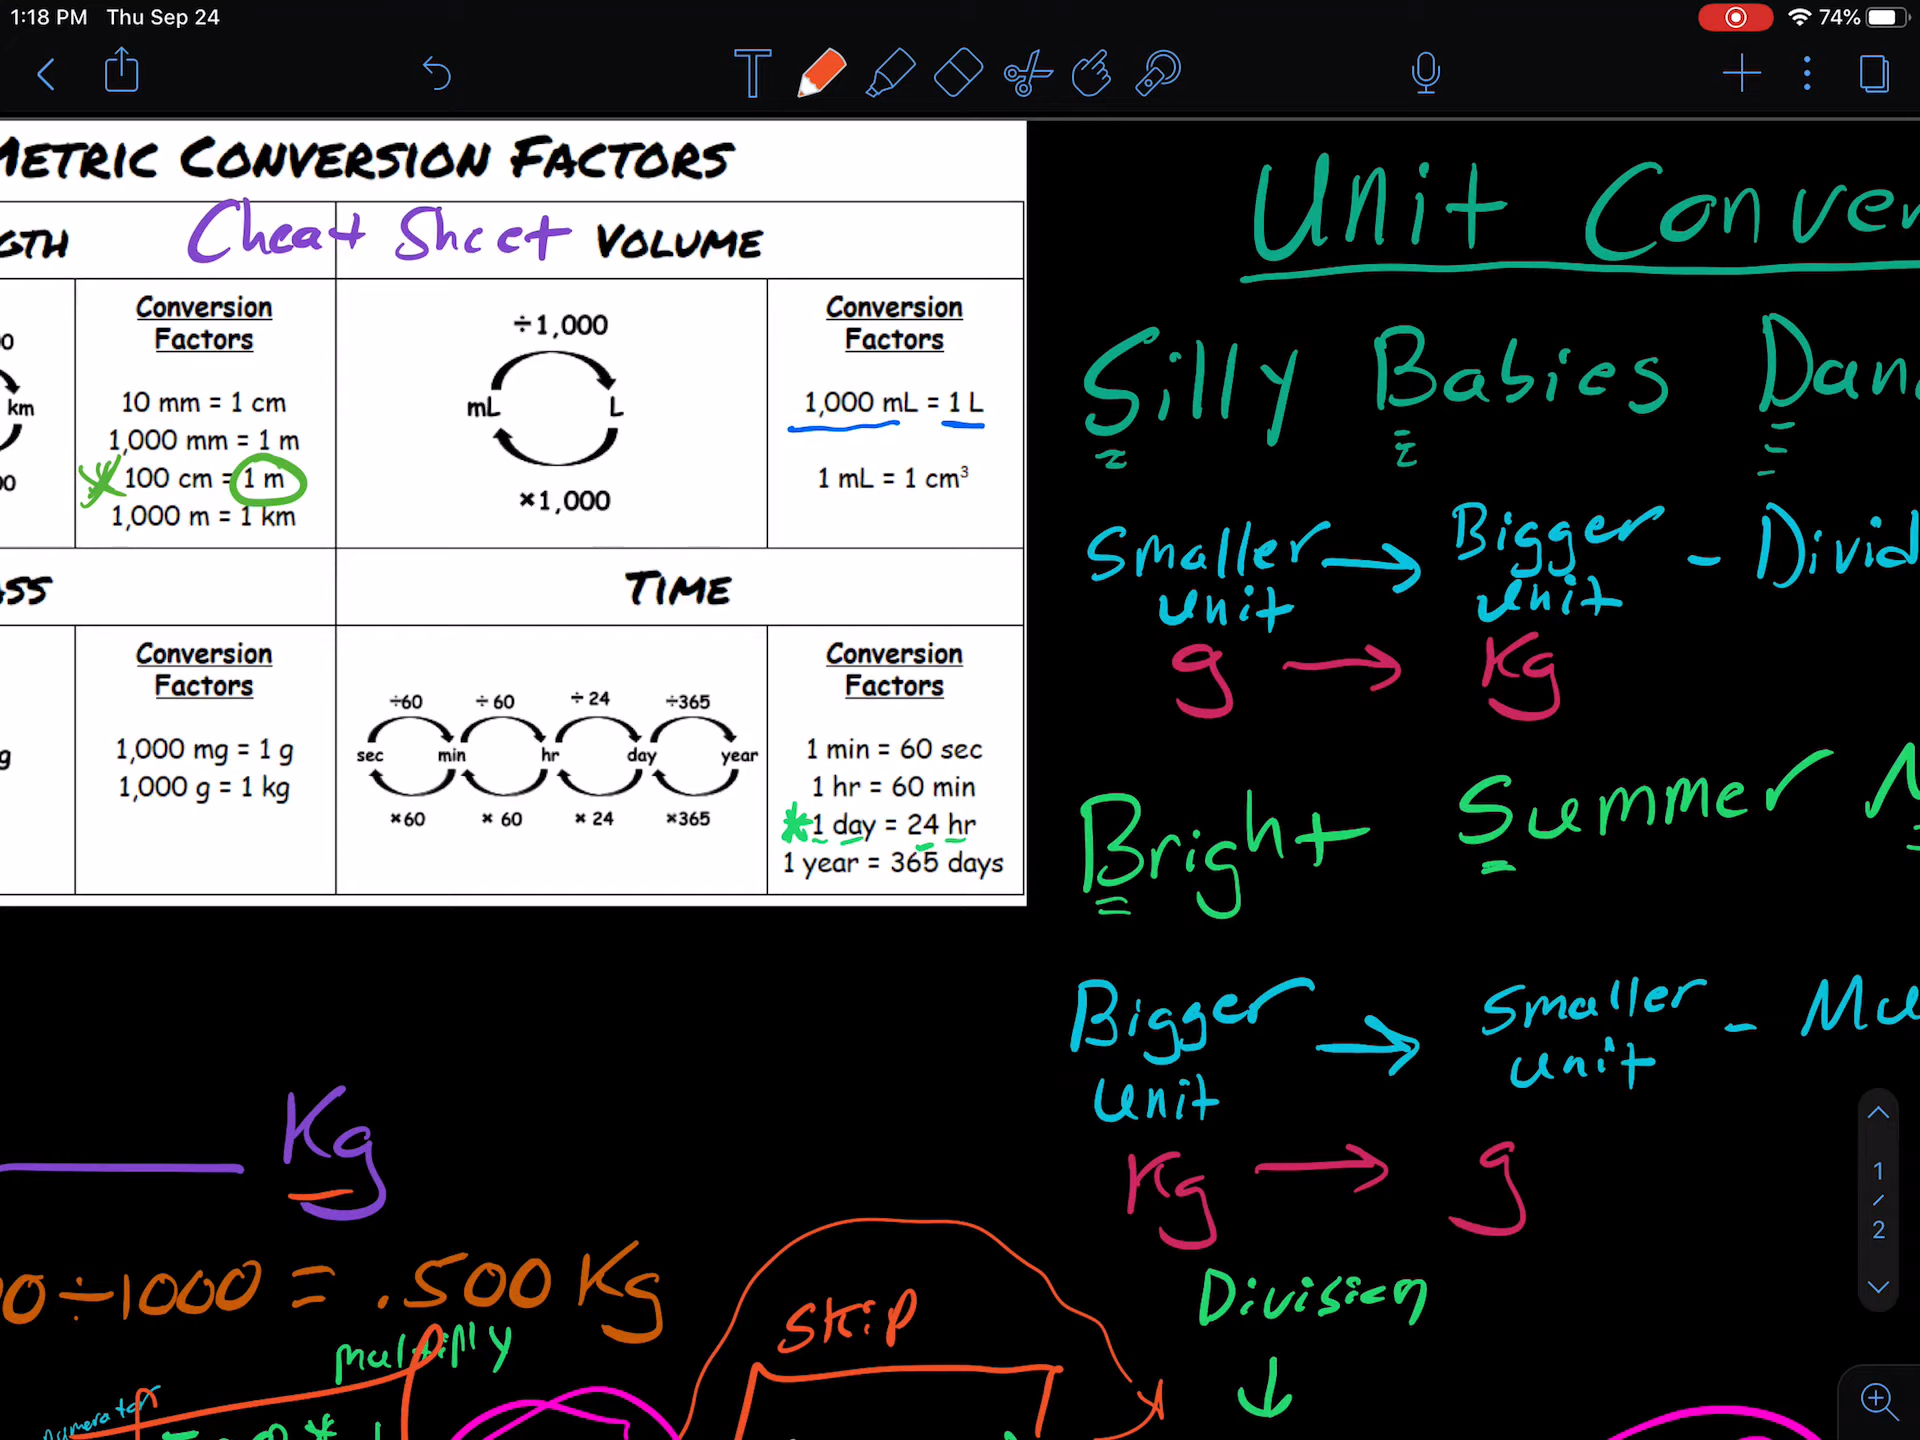 1:18 PM Thu Sep 24
74%
METRIC CONVERSION FACTORS
GTH
Cheat Sheet
VOLUME
Conversion
Factors
10 mm = 1 cm
1,000 mm = 1 m
100 cm = 1 m
1,000 m = 1 km
km
÷1,000
mL
L
×1,000
Conversion
Factors
1,000 mL = 1 L
1 mL = 1 cm³
ASS
TIME
Conversion
Factors
1,000 mg = 1 g
1,000 g = 1 kg
g
÷60 ÷ 60 ÷ 24 ÷365
sec min hr day year
×60 × 60 × 24 ×365
Conversion
Factors
1 min = 60 sec
1 hr = 60 min
*1 day = 24 hr
1 year = 365 days
Unit Conver
Silly Babies Danc
Smaller unit → Bigger unit - Divid
g → Kg
Bright Summer
Bigger unit → Smaller unit - Mu
Kg → g
Division
↓
Kg
00÷1000 = .500 Kg
multiply
Skip
1
/
2